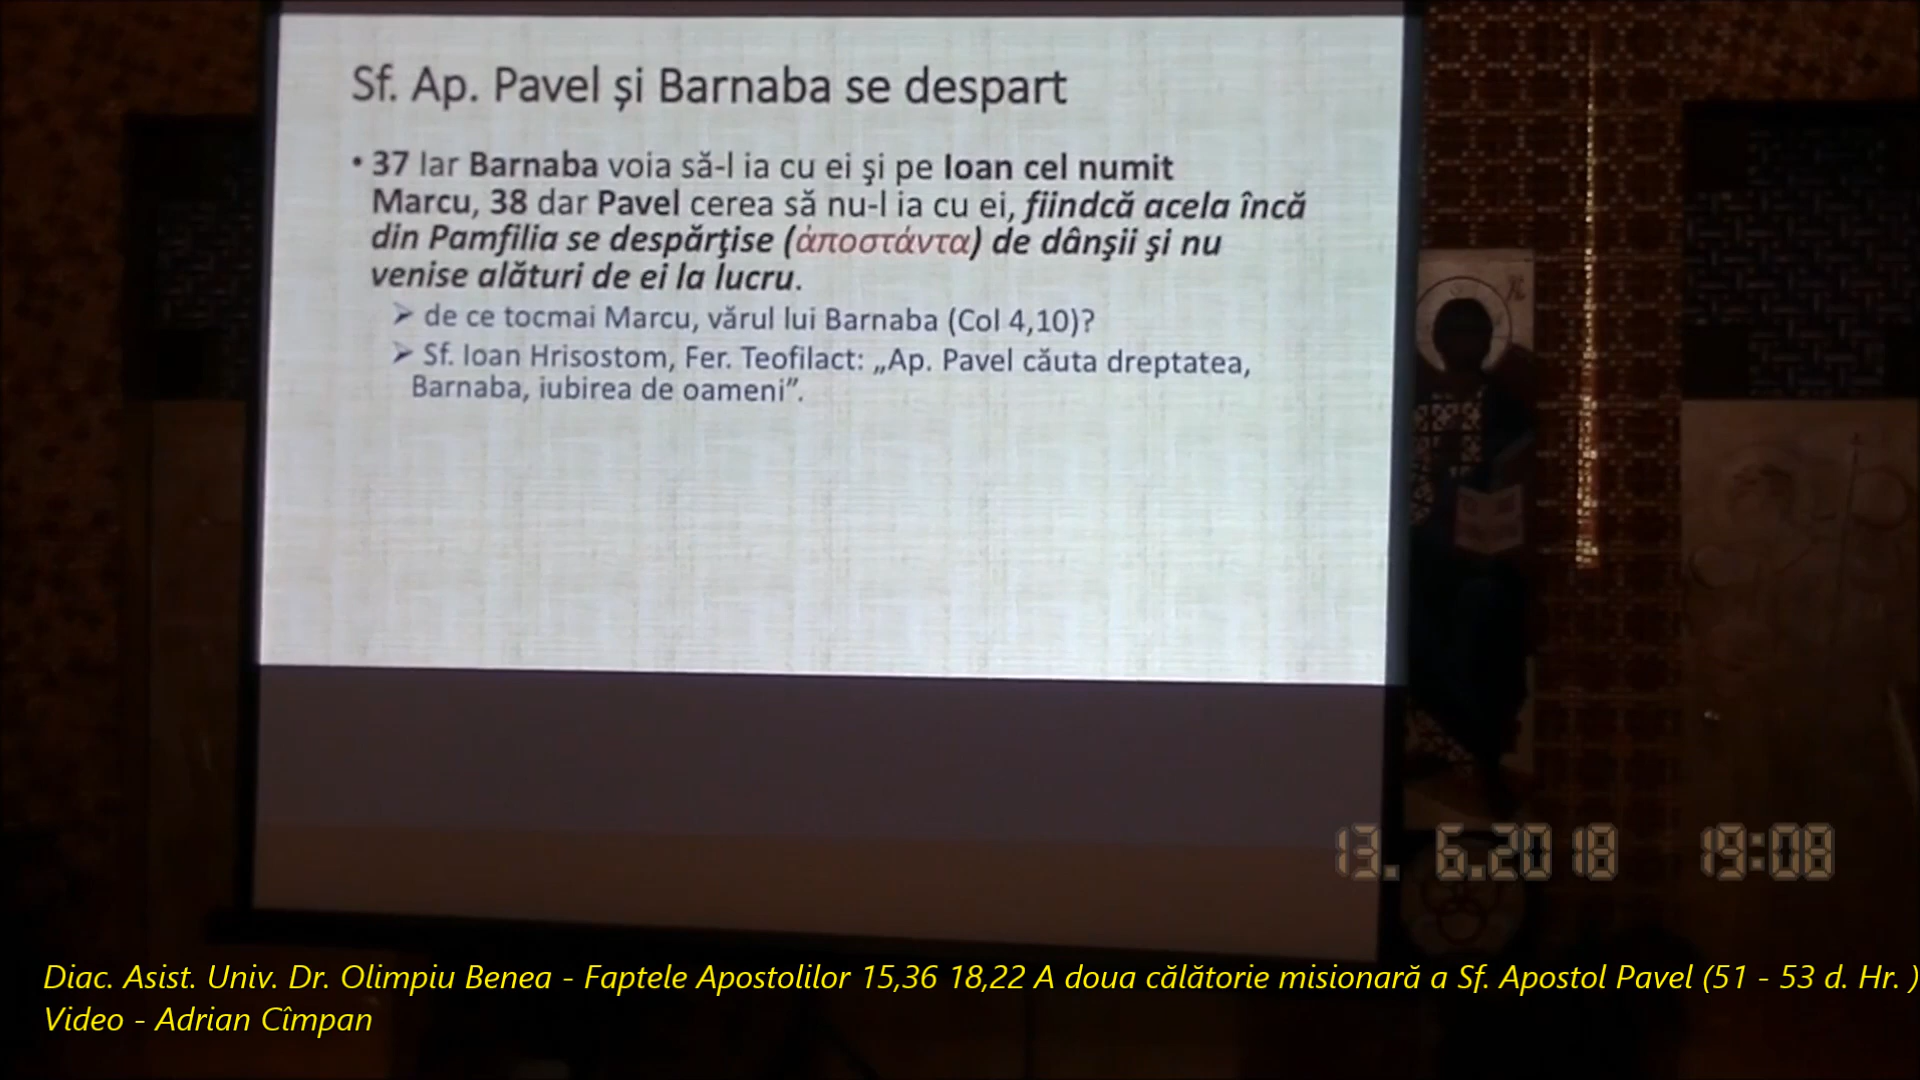 Sf. Ap. Pavel și Barnaba se despart
• 37 Iar Barnaba voia să-l ia cu ei şi pe Ioan cel numit
Marcu, 38 dar Pavel cerea să nu-l ia cu ei, fiindcă acela încă
din Pamfilia se despărţise (ἀποστάντα) de dânşii şi nu
venise alături de ei la lucru.
➢ de ce tocmai Marcu, vărul lui Barnaba (Col 4,10)?
➢ Sf. Ioan Hrisostom, Fer. Teofilact: „Ap. Pavel căuta dreptatea,
Barnaba, iubirea de oameni”.
13. 6.2018 19:08
Diac. Asist. Univ. Dr. Olimpiu Benea - Faptele Apostolilor 15,36 18,22 A doua călătorie misionară a Sf. Apostol Pavel (51 - 53 d. Hr. )
Video - Adrian Cîmpan